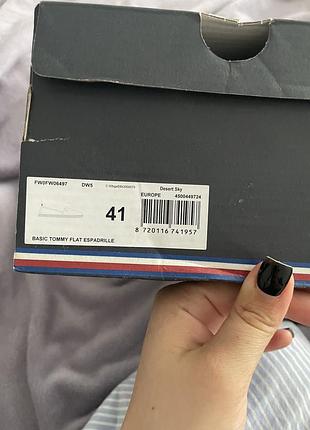 FW0FW06497 DW5 Desert Sky
EUROPE 4500449724
41
8 720116 741957
BASIC TOMMY FLAT ESPADRILLE